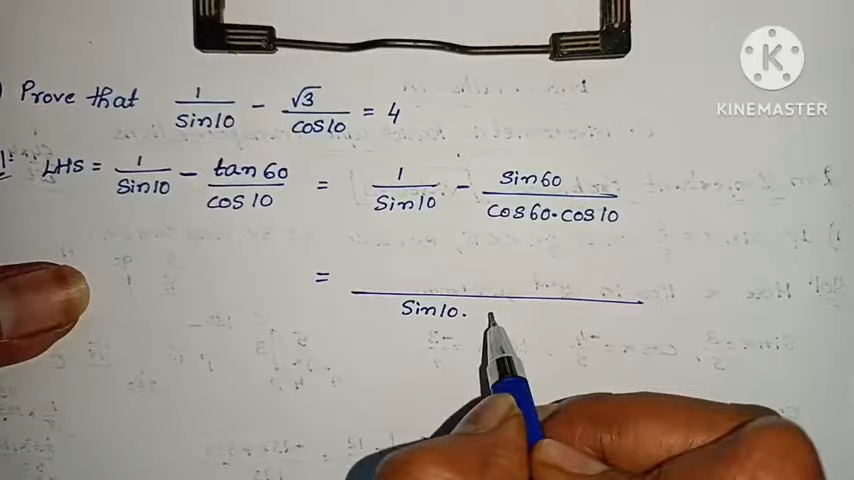 Prove that 1/sin10 - √3/cos10 = 4
LHS = 1/sin10 - tan60/cos10 = 1/sin10 - sin60/cos60·cos10
= /sin10·
K
KINEMASTER